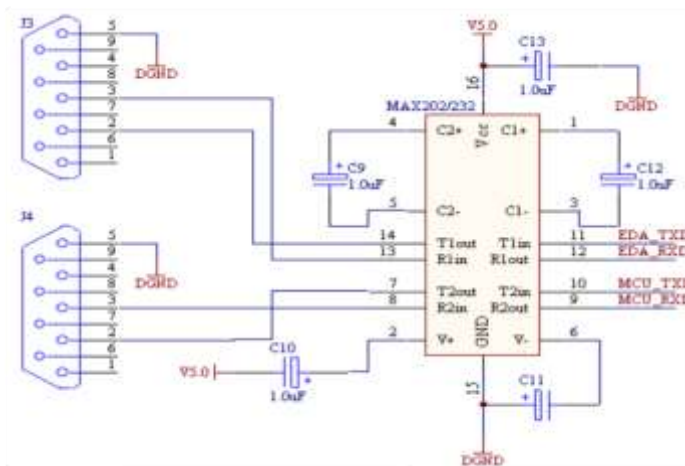 J3
5
9
4
8
3
7
2
6
1
DGND
J4
5
9
4
8
3
7
2
6
1
DGND
V5.0
C13
1.0uF
DGND
16
MAX202/232
4 C2+ Vcc C1+ 1
C9
1.0uF
C12
1.0uF
5 C2- C1- 3
14 T1out T1in 11 EDA_TXD
13 R1in R1out 12 EDA_RXD
7 T2out T2in 10 MCU_TXD
8 R2in R2out 9 MCU_RXD
2 V+ GND V- 6
C10
V5.0
1.0uF
15
C11
1.0uF
DGND